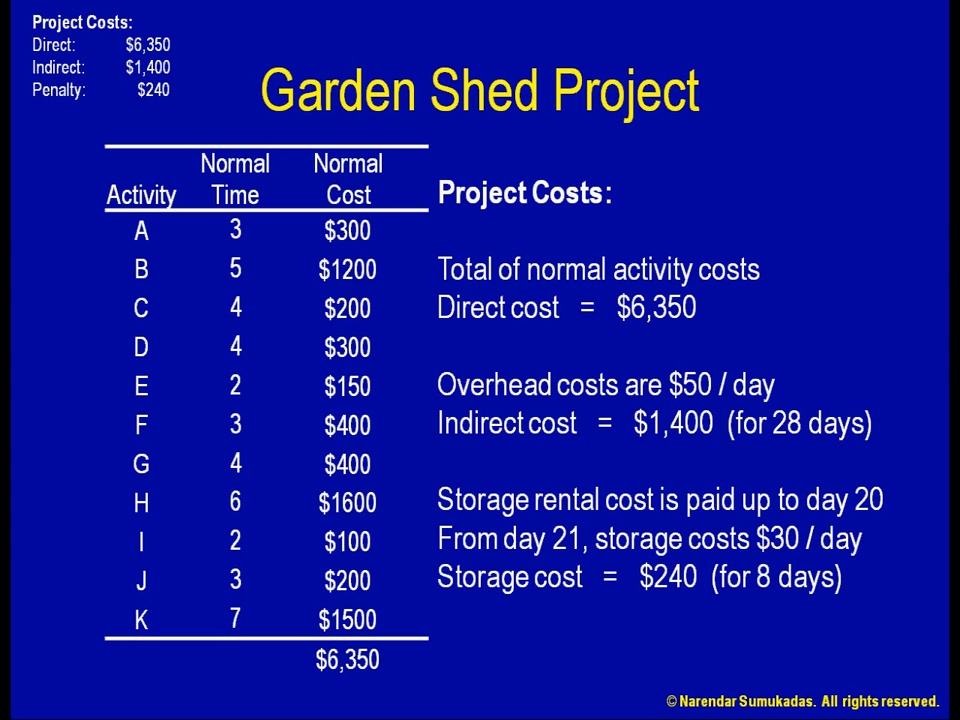 Project Costs:
Direct: $6,350
Indirect: $1,400
Penalty: $240
Garden Shed Project
Activity Normal Time Normal Cost
A 3 $300
B 5 $1200
C 4 $200
D 4 $300
E 2 $150
F 3 $400
G 4 $400
H 6 $1600
I 2 $100
J 3 $200
K 7 $1500
$6,350
Project Costs:
Total of normal activity costs
Direct cost = $6,350
Overhead costs are $50 / day
Indirect cost = $1,400 (for 28 days)
Storage rental cost is paid up to day 20
From day 21, storage costs $30 / day
Storage cost = $240 (for 8 days)
© Narendar Sumukadas. All rights reserved.